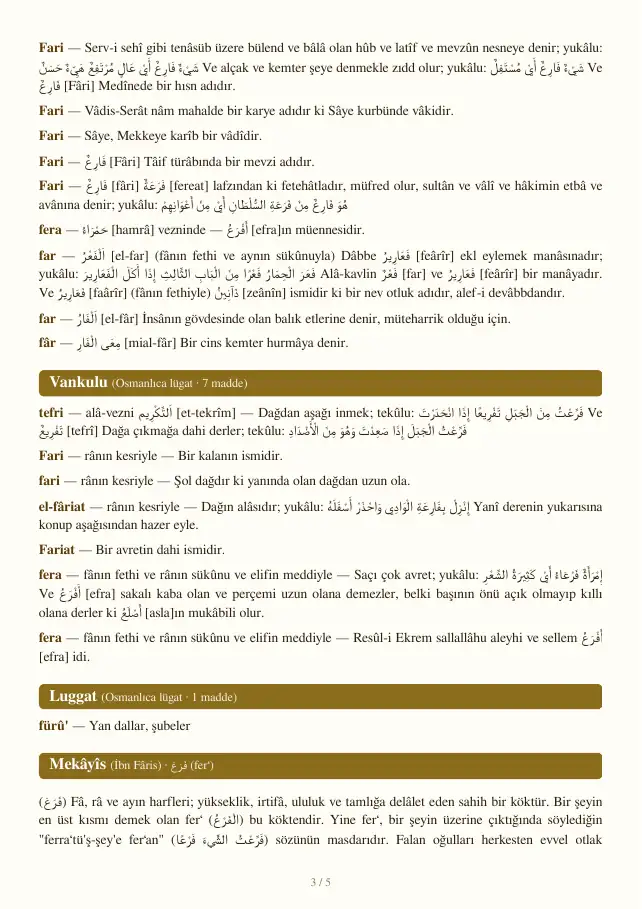 Fari — Serv-i sehî gibi tenâsüb üzere bülend ve bâlâ olan hûb ve latîf ve mevzûn nesneye denir; yukâlu:
شَيْءٌ فَارِعٌ أَيْ عَالٍ مُرْتَفِعٌ هَيِّءٌ حَسَنٌ Ve alçak ve kemter şeye denmekle zıdd olur; yukâlu: شَيْءٌ فَارِعٌ أَيْ مُسْتَفِلٌ Ve
فَارِعٌ [Fâri] Medînede bir hısn adıdır.
Fari — Vâdis-Serât nâm mahalde bir karye adıdır ki Sâye kurbünde vâkidir.
Fari — Sâye, Mekkeye karîb bir vâdîdir.
Fari — فَارِعٌ [Fâri] Tâif türâbında bir mevzi adıdır.
Fari — فَارِعٌ [fâri] فَرَعَةٌ [fereat] lafzından ki fetehâtladır, müfred olur, sultân ve vâlî ve hâkimin etbâ ve
avânına denir; yukâlu: هُوَ فَارِعٌ مِنْ فَرَعَةِ السُّلْطَانِ أَيْ مِنْ أَعْوَانِهِمْ
fera — حَمْرَاءُ [hamrâ] vezninde — أَفْرَعُ [efra]ın müennesidir.
far — اَلْفَعْرُ [el-far] (fânın fethi ve aynın sükûnuyla) Dâbbe فَعَارِيرُ [feârîr] ekl eylemek manâsınadır;
yukâlu: فَعَرَ الْحِمَارُ فَعْرًا مِنَ الْبَابِ الثَّالِثِ إِذَا أَكَلَ الْفَعَارِيرَ Alâ-kavlin فَعْرٌ [far] ve فَعَارِيرُ [feârîr] bir manâyadır.
Ve فَعَارِيرُ [faârîr] (fânın fethiyle) ذَآنِينُ [zeânîn] ismidir ki bir nev otluk adıdır, alef-i devâbbdandır.
far — اَلْفَارُ [el-fâr] İnsânın gövdesinde olan balık etlerine denir, müteharrik olduğu için.
fâr — مِعَى الْفَارِ [mial-fâr] Bir cins kemter hurmâya denir.
Vankulu (Osmanlıca lügat · 7 madde)
tefri — alâ-vezni اَلتَّكْرِيمِ [et-tekrîm] — Dağdan aşağı inmek; tekûlu: فَرَّعْتُ مِنَ الْجَبَلِ تَفْرِيعًا إِذَا انْحَدَرْتَ Ve
تَفْرِيعٌ [tefrî] Dağa çıkmağa dahi derler; tekûlu: فَرَّعْتُ الْجَبَلَ إِذَا صَعِدْتَ وَهُوَ مِنَ الْأَضْدَادِ
Fari — rânın kesriyle — Bir kalanın ismidir.
fari — rânın kesriyle — Şol dağdır ki yanında olan dağdan uzun ola.
el-fâriat — rânın kesriyle — Dağın alâsıdır; yukâlu: إِنْزِلْ بِفَارِعَةِ الْوَادِى وَاحْذَرْ أَسْفَلَهُ Yanî derenin yukarısına
konup aşağısından hazer eyle.
Fariat — Bir avretin dahi ismidir.
fera — fânın fethi ve rânın sükûnu ve elifin meddiyle — Saçı çok avret; yukâlu: إِمْرَأَةٌ فَرْعَاءُ أَيْ كَثِيرَةُ الشَّعْرِ
Ve أَفْرَعُ [efra] sakalı kaba olan ve perçemi uzun olana demezler, belki başının önü açık olmayıp kıllı
olana derler ki أَصْلَعُ [asla]ın mukâbili olur.
fera — fânın fethi ve rânın sükûnu ve elifin meddiyle — Resûl-i Ekrem sallallâhu aleyhi ve sellem أَفْرَعُ
[efra] idi.
Luggat (Osmanlıca lügat · 1 madde)
fürû' — Yan dallar, şubeler
Mekâyîs (İbn Fâris) · فرع (fer‘)
(فَرَعَ) Fâ, râ ve ayın harfleri; yükseklik, irtifâ, ululuk ve tamlığa delâlet eden sahih bir köktür. Bir şeyin
en üst kısmı demek olan fer‘ (اَلْفَرْعُ) bu köktendir. Yine fer‘, bir şeyin üzerine çıktığında söylediğin
"ferra‘tü'ş-şey'e fer‘an" (فَرَّعْتُ الشَّيءَ فَرْعًا) sözünün masdarıdır. Falan oğulları herkesten evvel otlak
3 / 5